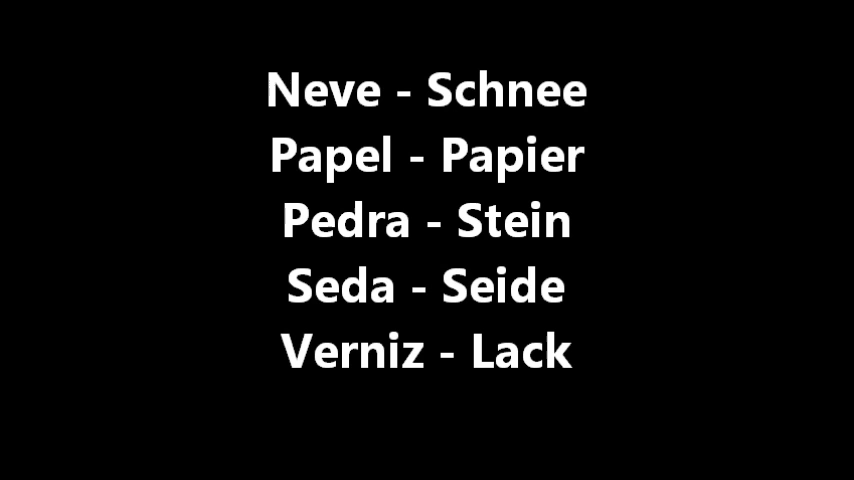 Neve - Schnee
Papel - Papier
Pedra - Stein
Seda - Seide
Verniz - Lack